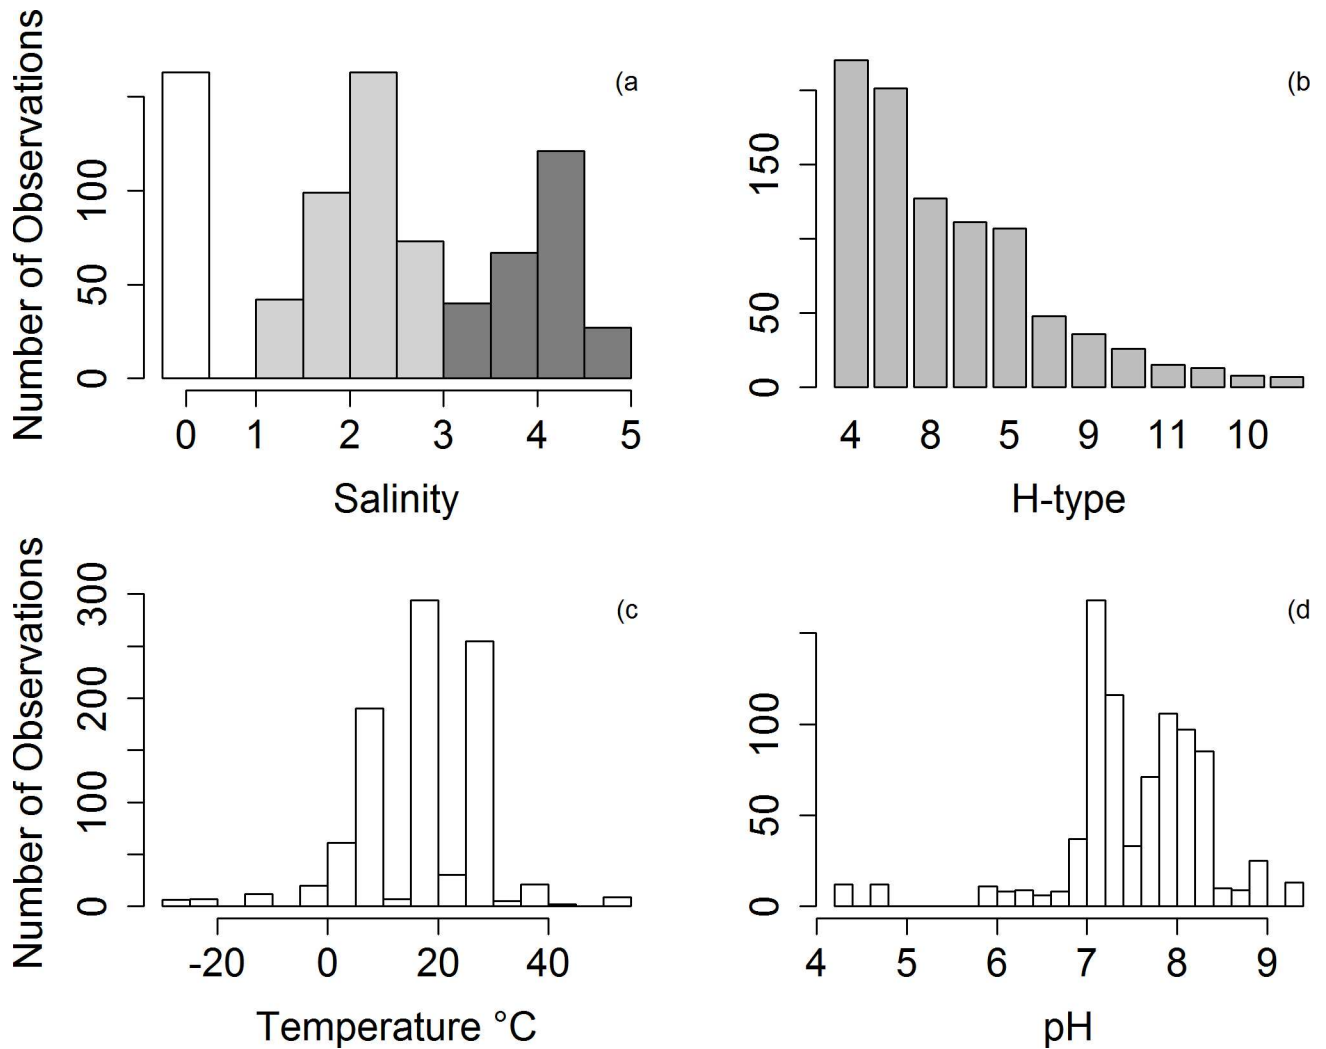 Number of Observations
0
50
100
(a
0 1 2 3 4 5
Salinity
0
50
150
(b
4 8 5 9 11 10
H-type
Number of Observations
0
100
200
300
(c
-20 0 20 40
Temperature °C
0
50
100
(d
4 5 6 7 8 9
pH